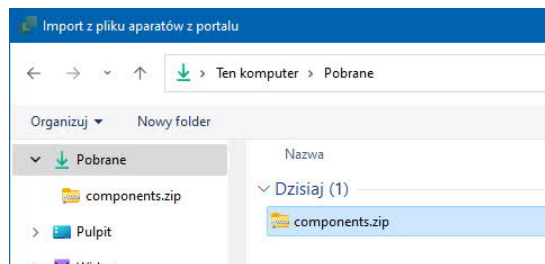 Import z pliku aparatów z portalu
Ten komputer > Pobrane
Organizuj Nowy folder
Pobrane
components.zip
Pulpit
Nazwa
Dzisiaj (1)
components.zip